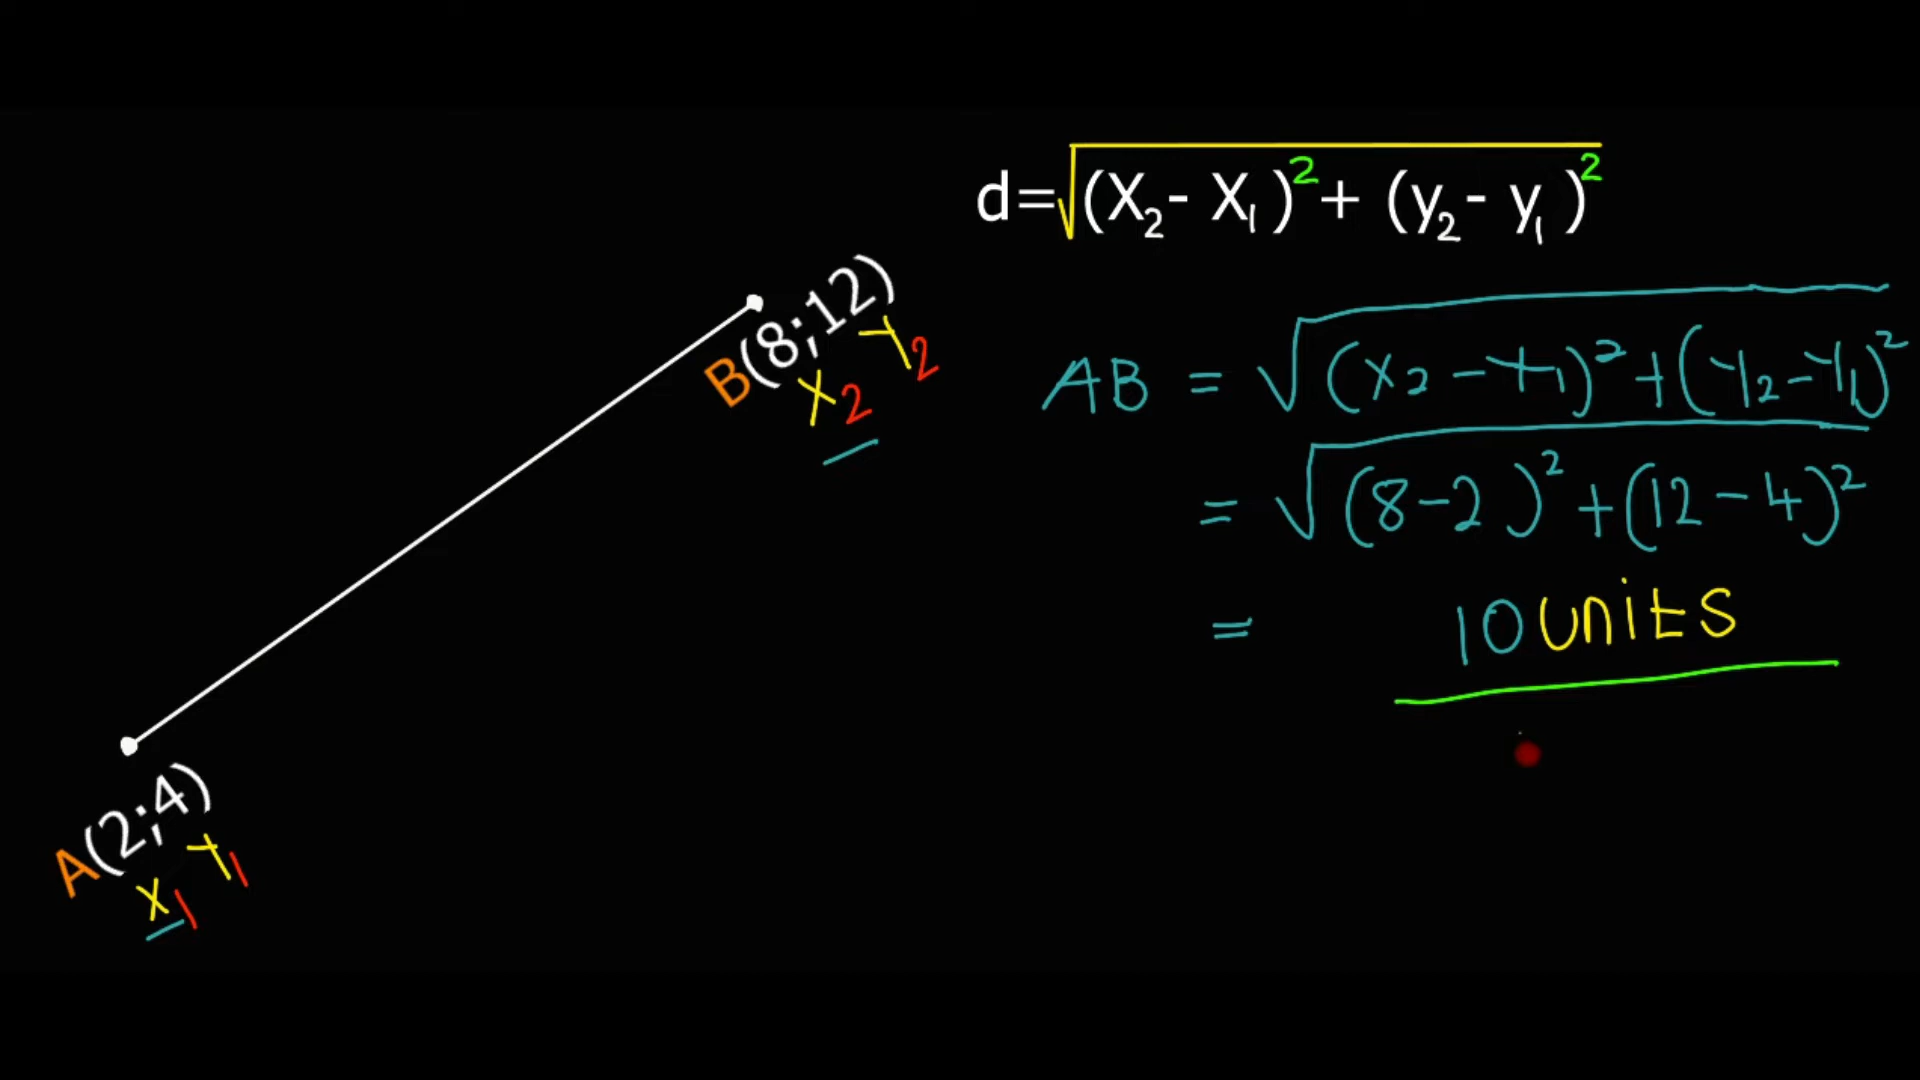 d=√(X₂- X₁)²+ (y₂- y₁)²
B(8;12)
X₂ Y₂
AB = √(X₂-X₁)²+(Y₂-Y₁)²
= √(8-2)²+(12-4)²
= 10 units
A(2;4)
X₁ Y₁